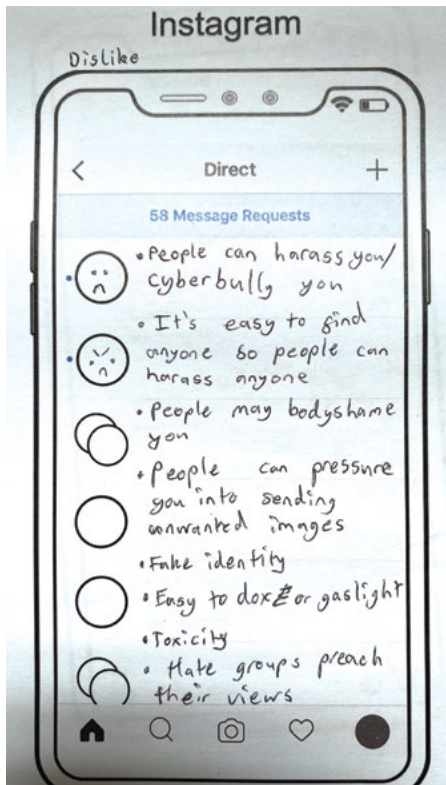 Instagram
Dislike
Direct
58 Message Requests
• People can harass you/
Cyberbully you
• It's easy to find
anyone so people can
harass anyone
• People may bodyshame
you
• People can pressure
you into sending
unwanted images
• Fake identity
• Easy to dox or gaslight
• Toxicity
• Hate groups preach
their views